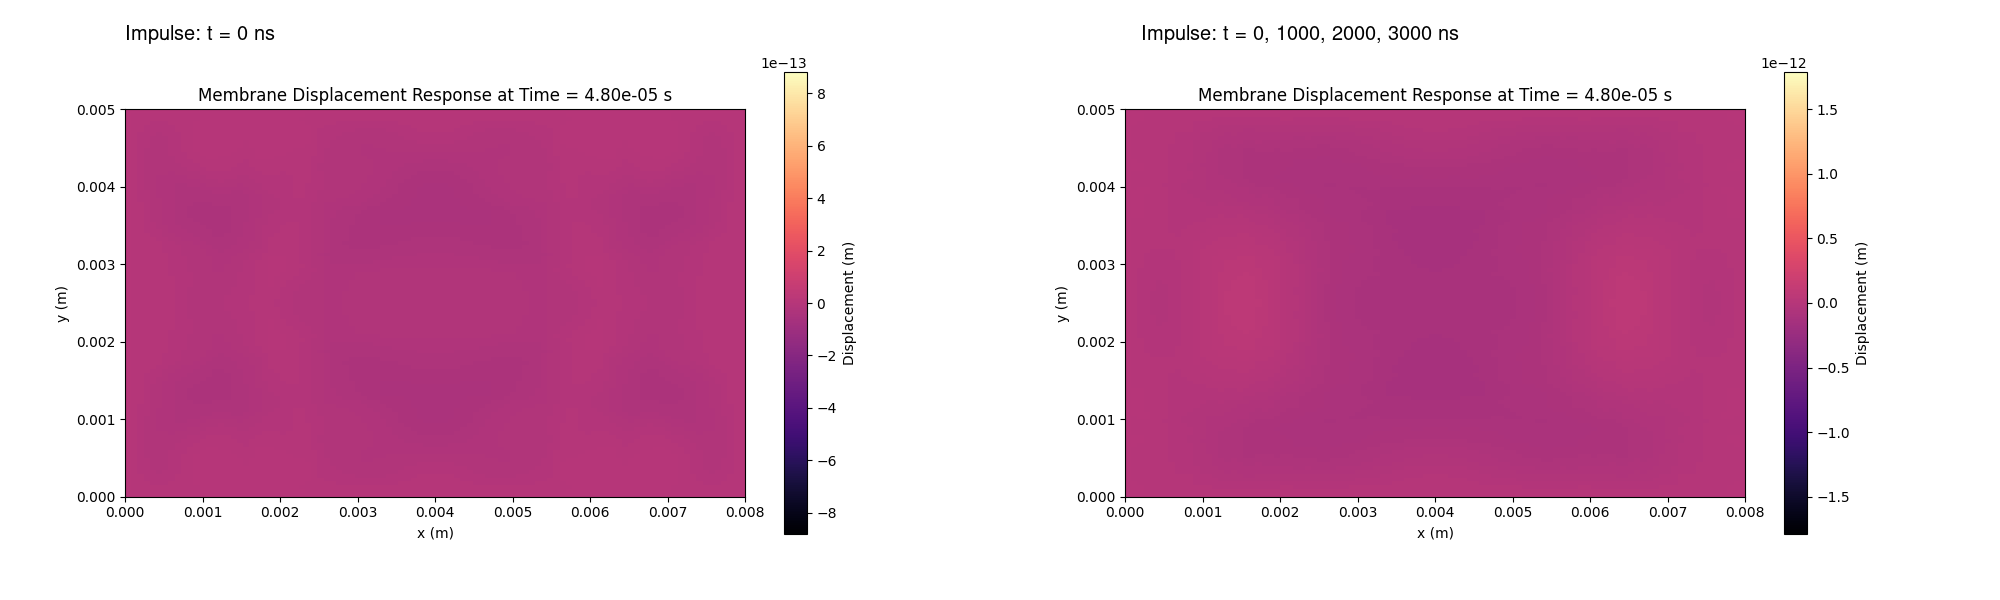 Impulse: t = 0 ns
1e−13
Membrane Displacement Response at Time = 4.80e-05 s
0.005
0.004
0.003
0.002
0.001
0.000
y (m)
0.000 0.001 0.002 0.003 0.004 0.005 0.006 0.007 0.008
x (m)
8
6
4
2
0
−2
−4
−6
−8
Displacement (m)
Impulse: t = 0, 1000, 2000, 3000 ns
1e−12
Membrane Displacement Response at Time = 4.80e-05 s
0.005
0.004
0.003
0.002
0.001
0.000
y (m)
0.000 0.001 0.002 0.003 0.004 0.005 0.006 0.007 0.008
x (m)
1.5
1.0
0.5
0.0
−0.5
−1.0
−1.5
Displacement (m)